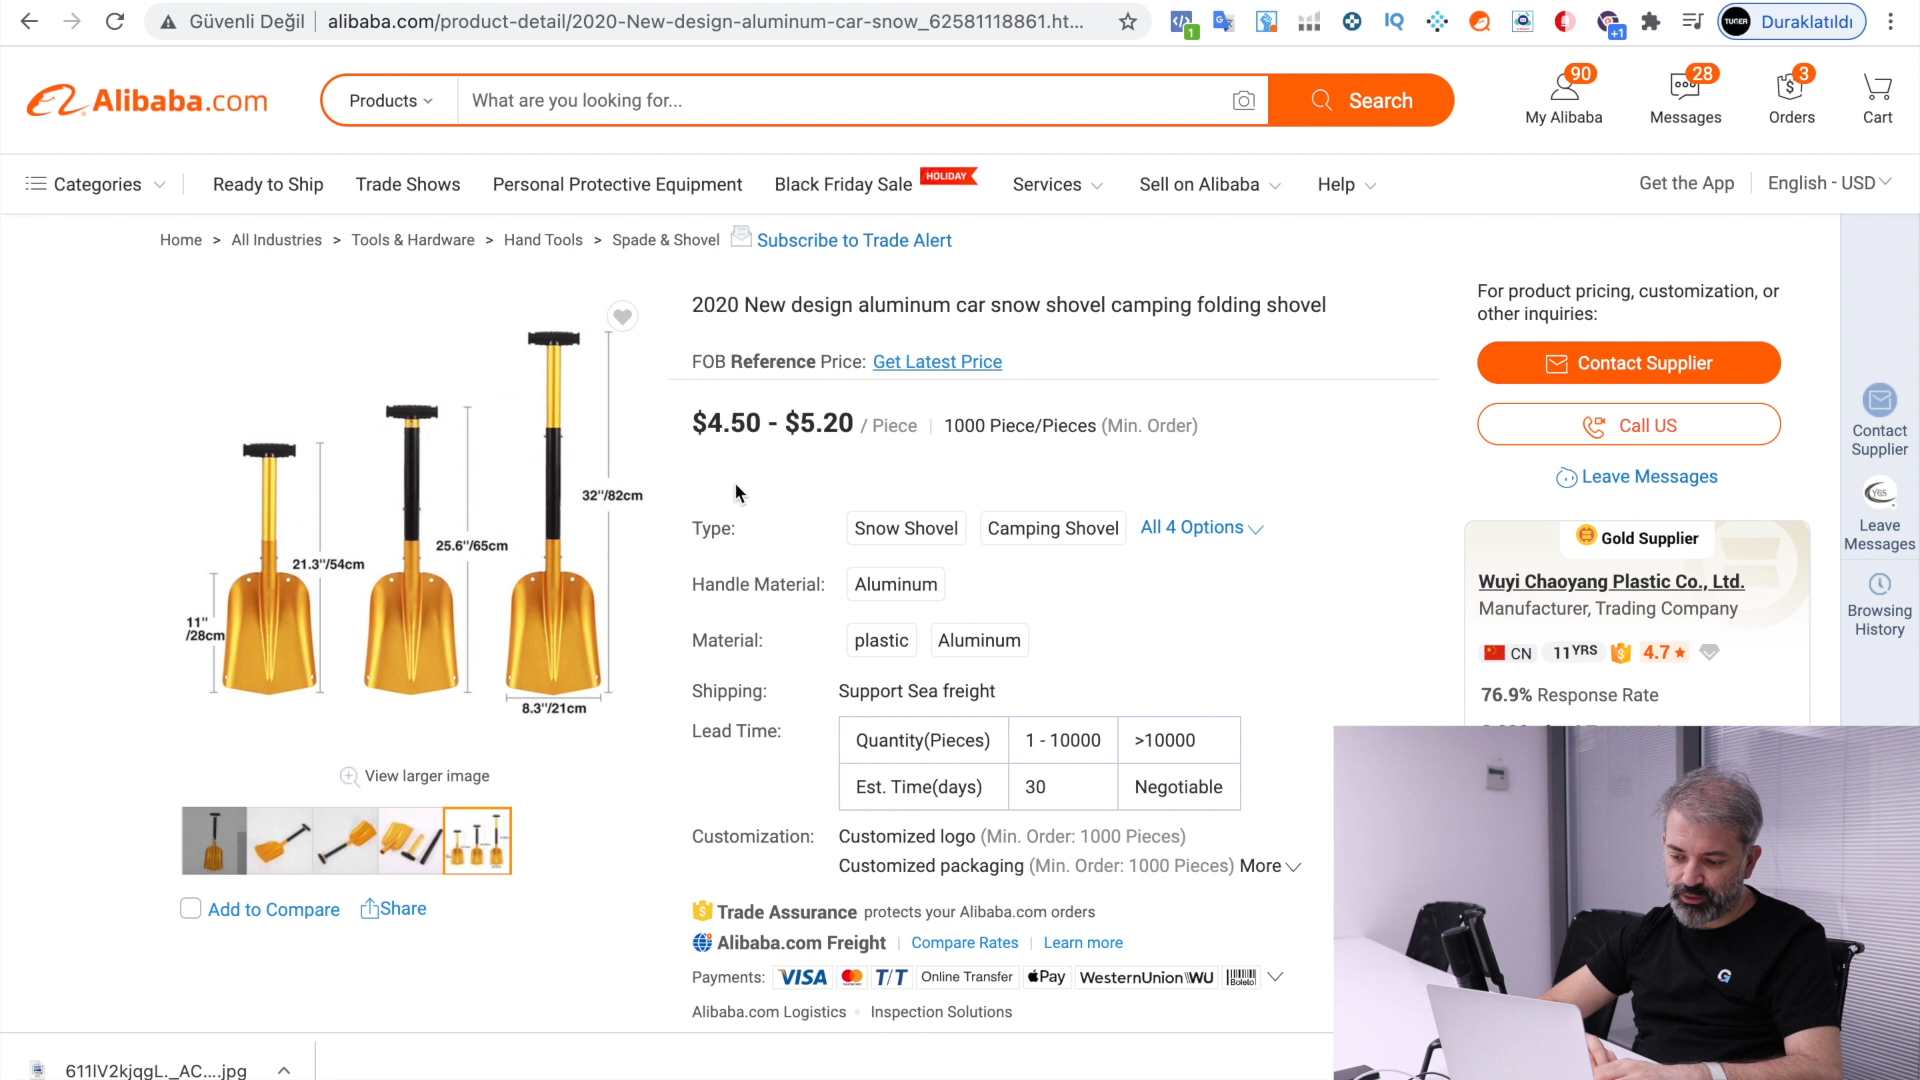 Güvenli Değil
alibaba.com/product-detail/2020-New-design-aluminum-car-snow_62581118861.ht...
1
IQ
+1
TUNER
Duraklatıldı
Alibaba.com
Products
What are you looking for...
Search
90
My Alibaba
28
Messages
3
Orders
Cart
Categories
Ready to Ship
Trade Shows
Personal Protective Equipment
Black Friday Sale
HOLIDAY
Services
Sell on Alibaba
Help
Get the App
English - USD
Home > All Industries > Tools & Hardware > Hand Tools > Spade & Shovel
Subscribe to Trade Alert
11"
/28cm
21.3"/54cm
25.6"/65cm
32"/82cm
8.3"/21cm
View larger image
Add to Compare
Share
2020 New design aluminum car snow shovel camping folding shovel
FOB Reference Price: Get Latest Price
$4.50 - $5.20 / Piece | 1000 Piece/Pieces (Min. Order)
Type: Snow Shovel Camping Shovel All 4 Options
Handle Material: Aluminum
Material: plastic Aluminum
Shipping: Support Sea freight
Lead Time:
Quantity(Pieces) 1 - 10000 >10000
Est. Time(days) 30 Negotiable
Customization: Customized logo (Min. Order: 1000 Pieces)
Customized packaging (Min. Order: 1000 Pieces) More
Trade Assurance protects your Alibaba.com orders
Alibaba.com Freight | Compare Rates | Learn more
Payments: VISA T/T Online Transfer Pay WesternUnion WU Boleto
Alibaba.com Logistics Inspection Solutions
For product pricing, customization, or
other inquiries:
Contact Supplier
Call US
Leave Messages
Gold Supplier
Wuyi Chaoyang Plastic Co., Ltd.
Manufacturer, Trading Company
CN 11YRS 4.7
76.9% Response Rate
Contact
Supplier
YES
Leave
Messages
Browsing
History
G
611lV2kjqgL._AC....jpg